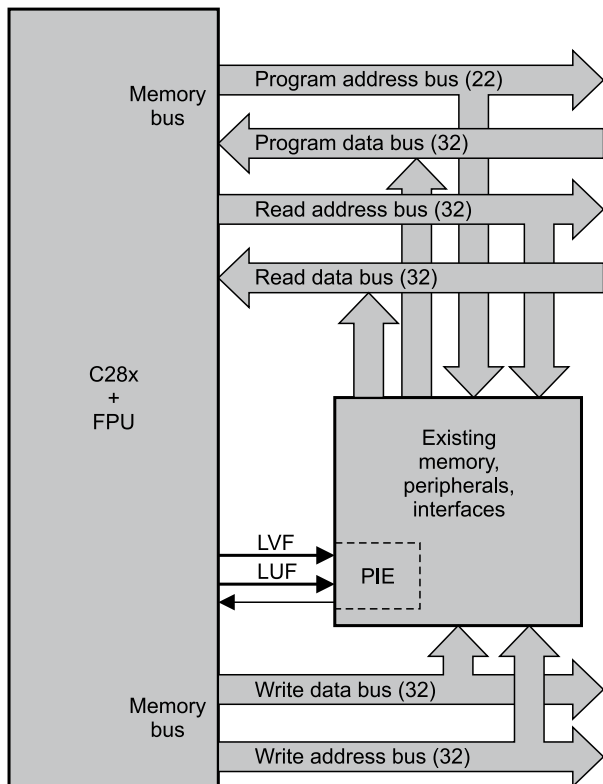 Memory
bus
Program address bus (22)
Program data bus (32)
Read address bus (32)
Read data bus (32)
C28x
+
FPU
Existing
memory,
peripherals,
interfaces
LVF
LUF
PIE
Memory
bus
Write data bus (32)
Write address bus (32)